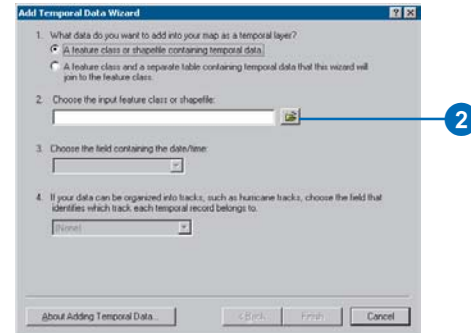 Add Temporal Data Wizard
1. What data do you want to add into your map as a temporal layer?
A feature class or shapefile containing temporal data.
A feature class and a separate table containing temporal data that this wizard will
join to the feature class.
2. Choose the input feature class or shapefile:
2
3. Choose the field containing the date/time:
4. If your data can be organized into tracks, such as hurricane tracks, choose the field that
identifies which track each temporal record belongs to.
(None)
About Adding Temporal Data...
< Back
Finish
Cancel